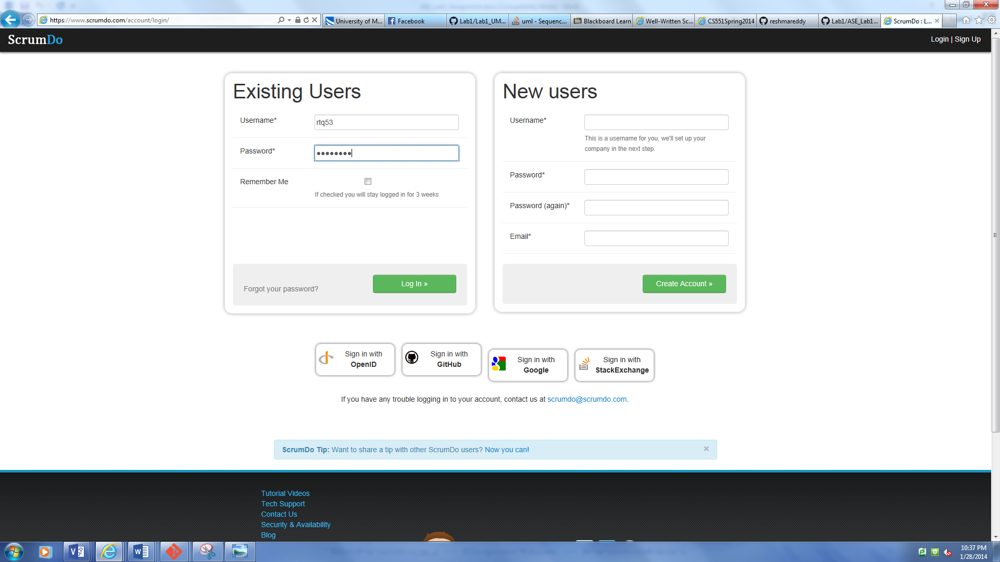 https://www.scrumdo.com/account/login/
University of M...
Facebook
Lab1/Lab1_UM...
uml - Sequenc...
Blackboard Learn
Well-Written Sc...
CS551Spring2014
reshmareddy
Lab1/ASE_Lab1...
ScrumDo : L...
ScrumDo
Login | Sign Up
Existing Users
Username*
rtq53
Password*
••••••••
Remember Me
If checked you will stay logged in for 3 weeks
Forgot your password?
Log In »
New users
Username*
This is a username for you, we'll set up your
company in the next step.
Password*
Password (again)*
Email*
Create Account »
Sign in with
OpenID
Sign in with
GitHub
Sign in with
Google
Sign in with
StackExchange
If you have any trouble logging in to your account, contact us at scrumdo@scrumdo.com.
ScrumDo Tip: Want to share a tip with other ScrumDo users? Now you can!
Tutorial Videos
Tech Support
Contact Us
Security & Availability
Blog
10:37 PM
1/28/2014